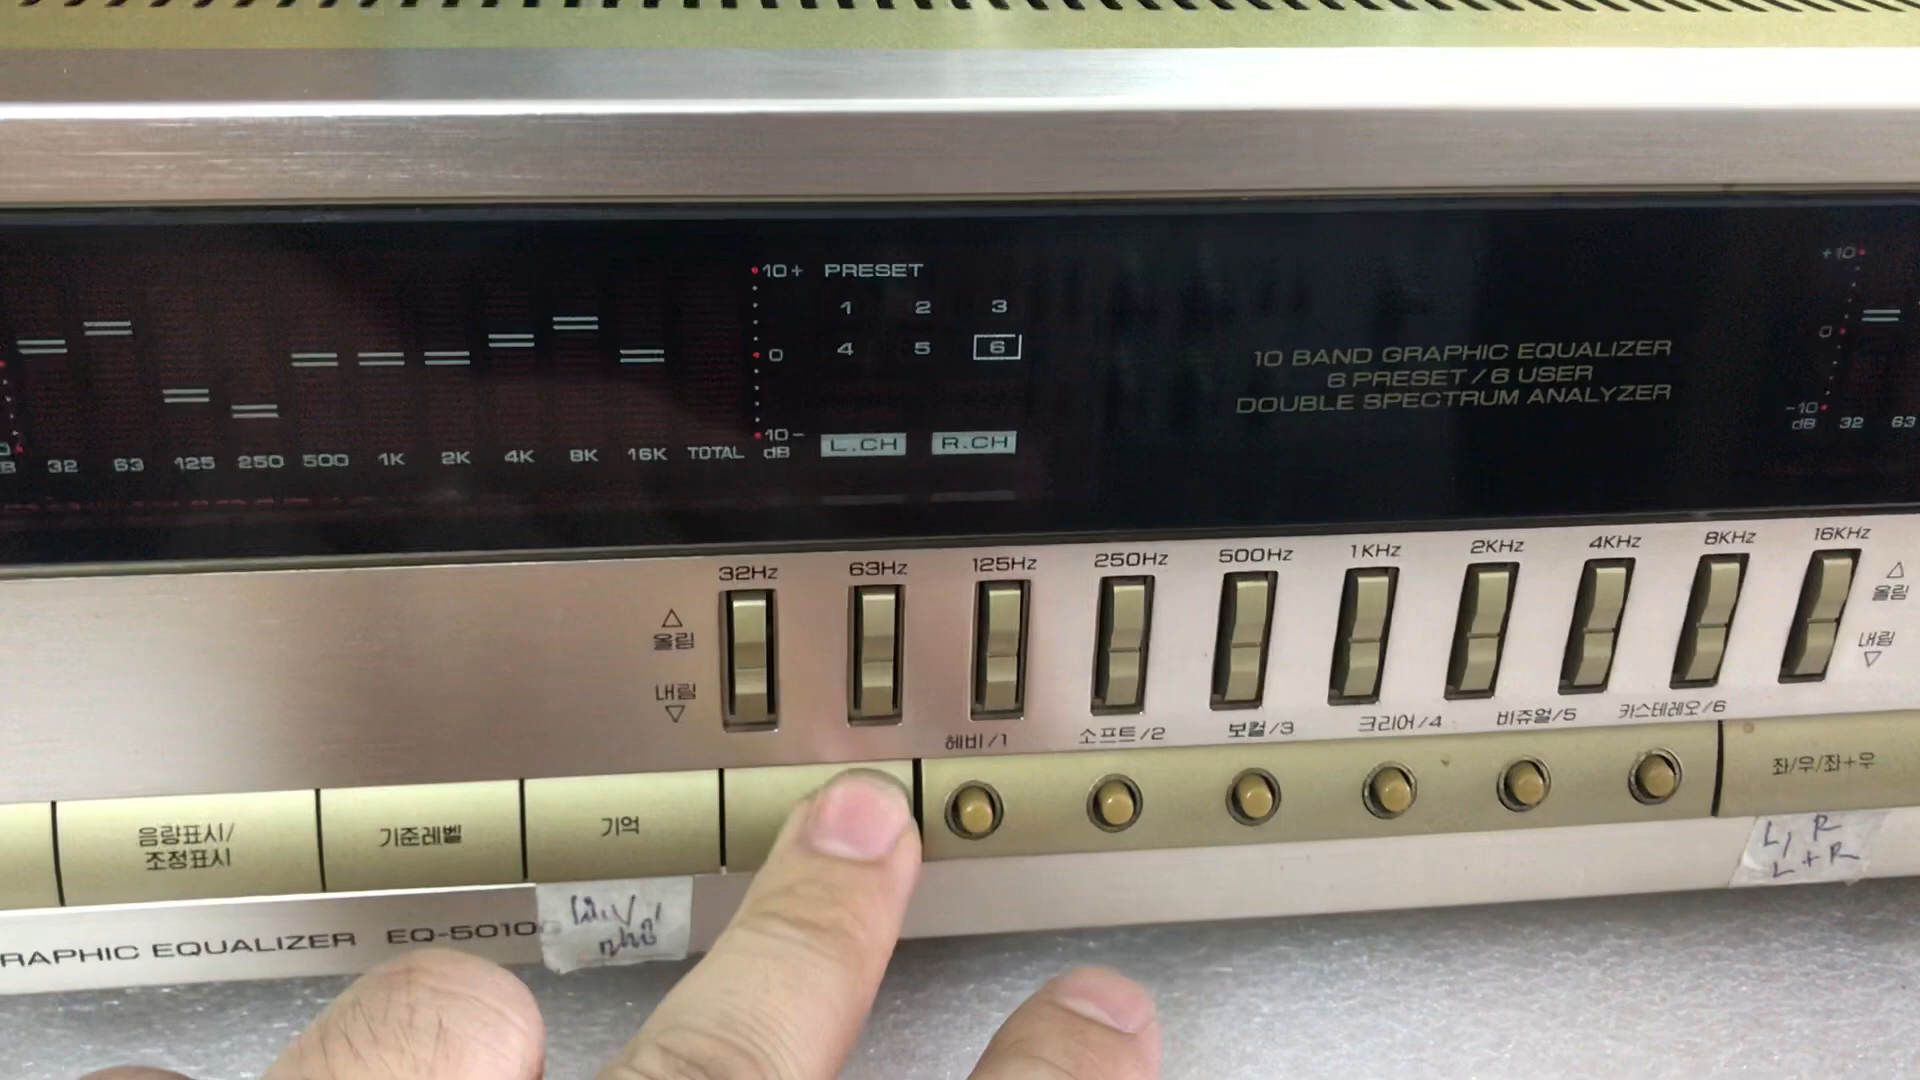 10+ PRESET
1 2 3
0 4 5 6
10-
dB L.CH R.CH
32 63 125 250 500 1K 2K 4K 8K 16K TOTAL
10 BAND GRAPHIC EQUALIZER
6 PRESET / 6 USER
DOUBLE SPECTRUM ANALYZER
+10
0
-10
dB 32 63
32Hz 63Hz 125Hz 250Hz 500Hz 1KHz 2KHz 4KHz 8KHz 16KHz
△ 올림
내림 ▽
△ 올림
내림 ▽
헤비/1 소프트/2 보컬/3 크리어/4 비쥬얼/5 카스테레오/6
음량표시/
조정표시
기준레벨
기억
좌/우/좌+우
L, R
L+R
RAPHIC EQUALIZER EQ-5010